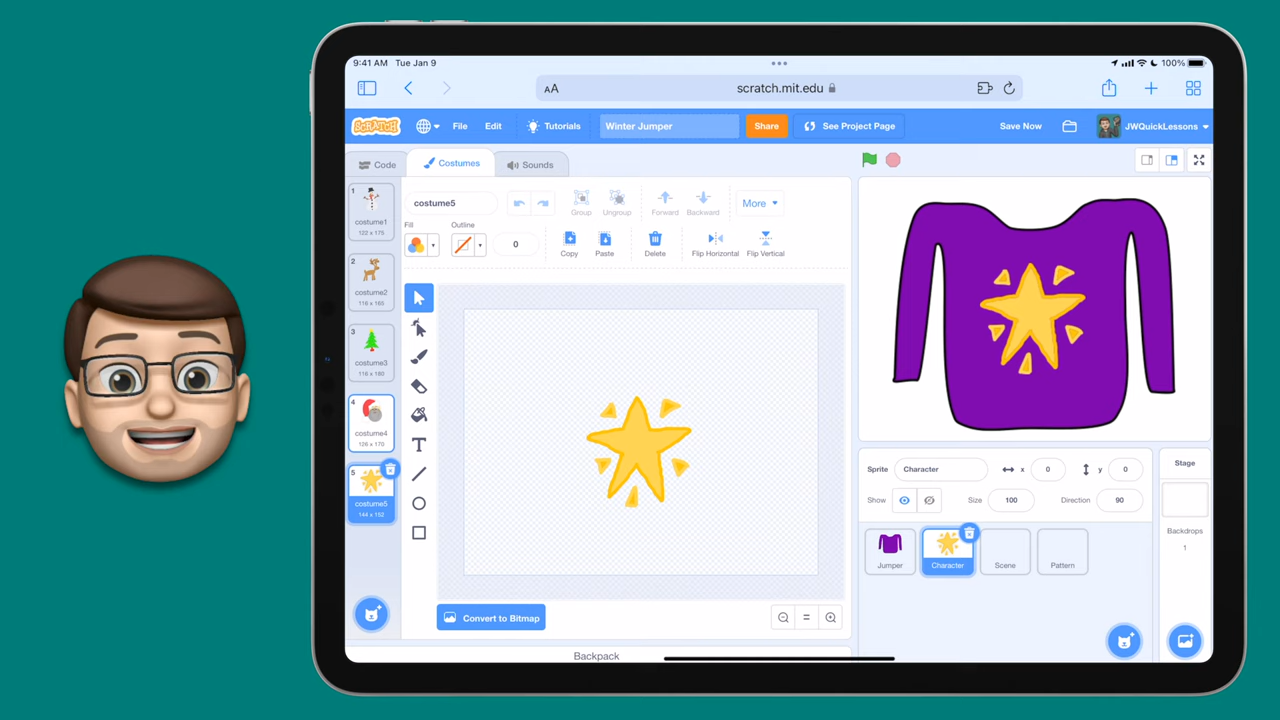 9:41 AM Tue Jan 9
100%
AA
scratch.mit.edu
SCRATCH
File
Edit
Tutorials
Winter Jumper
Share
See Project Page
Save Now
JWQuickLessons
Code
Costumes
Sounds
1
costume1
122 x 175
2
costume2
116 x 165
3
costume3
116 x 180
4
costume4
126 x 170
5
costume5
144 x 152
costume5
Group
Ungroup
Forward
Backward
More
Fill
Outline
0
Copy
Paste
Delete
Flip Horizontal
Flip Vertical
T
Convert to Bitmap
=
Backpack
Sprite
Character
x
0
y
0
Show
Size
100
Direction
90
Jumper
Character
Scene
Pattern
Stage
Backdrops
1